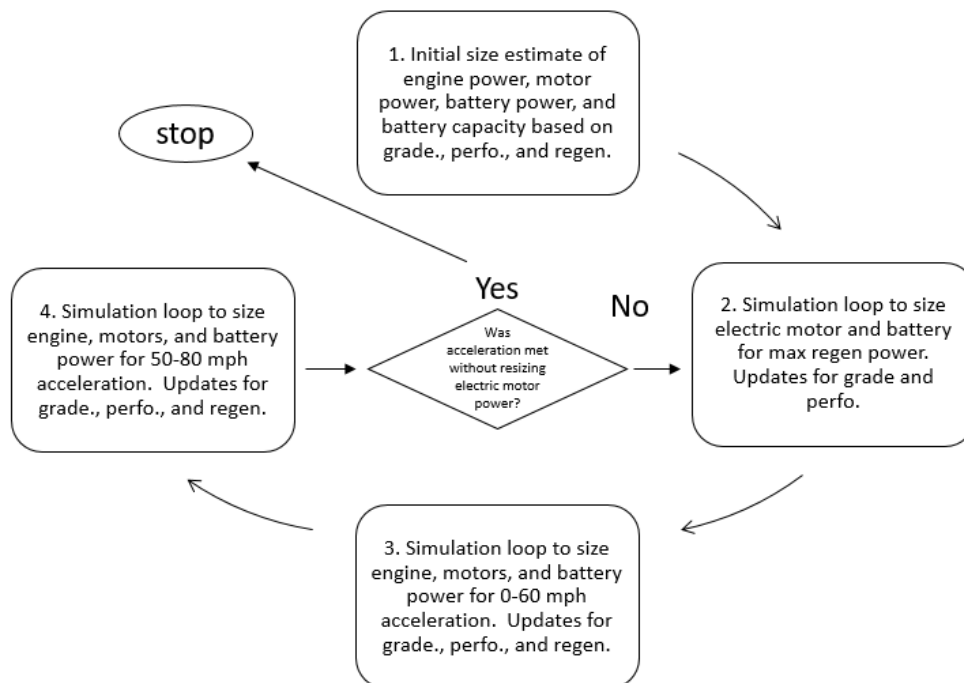 1. Initial size estimate of
engine power, motor
power, battery power, and
battery capacity based on
grade., perfo., and regen.
stop
Yes
No
4. Simulation loop to size
engine, motors, and battery
power for 50-80 mph
acceleration.  Updates for
grade., perfo., and regen.
Was
acceleration met
without resizing
electric motor
power?
2. Simulation loop to size
electric motor and battery
for max regen power.
Updates for grade and
perfo.
3. Simulation loop to size
engine, motors, and battery
power for 0-60 mph
acceleration.  Updates for
grade., perfo., and regen.